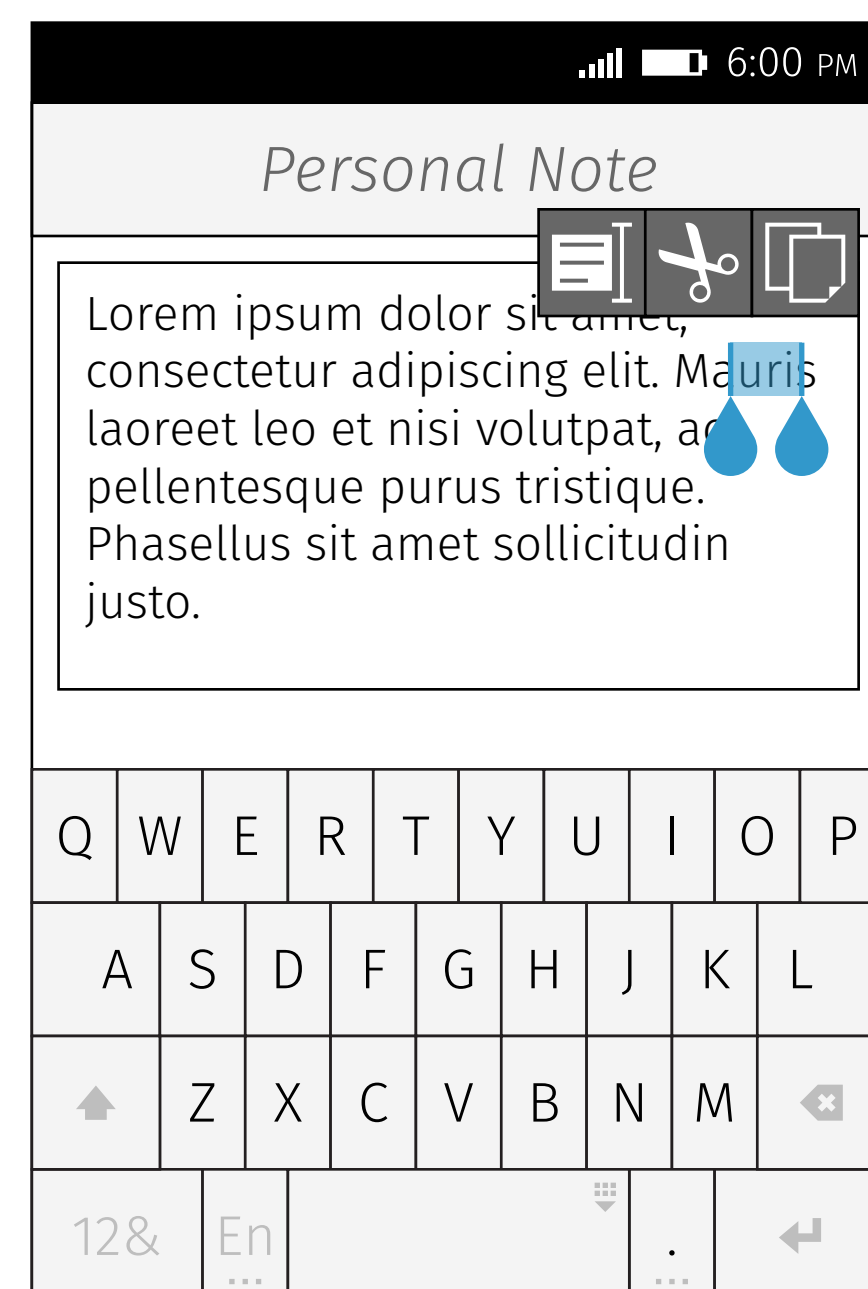 6:00 PM
Personal Note
Lorem ipsum dolor sit amet,
consectetur adipiscing elit. Mauris
laoreet leo et nisi volutpat,
pellentesque purus tristique.
Phasellus sit amet sollicitudin
justo.
Q W E R T Y U I O P
A S D F G H J K L
Z X C V B N M
12& En .